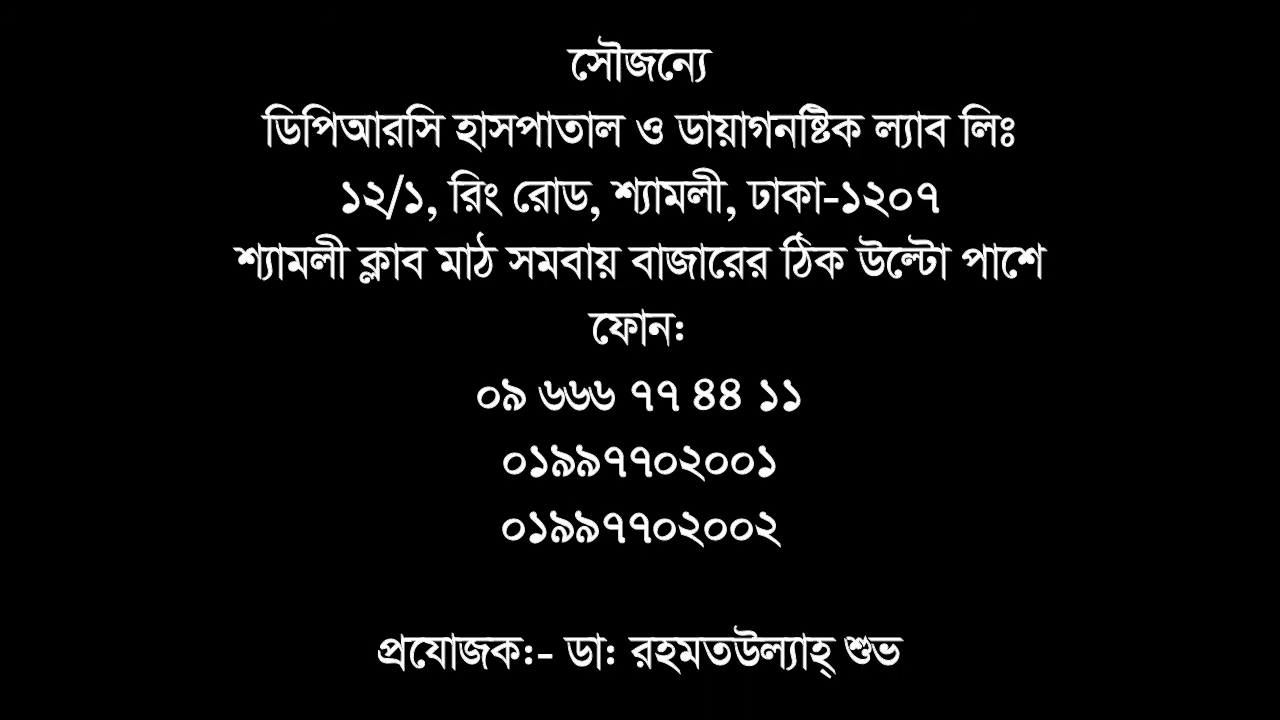 সৌজন্যে
ডিপিআরসি হাসপাতাল ও ডায়াগনষ্টিক ল্যাব লিঃ
১২/১, রিং রোড, শ্যামলী, ঢাকা-১২০৭
শ্যামলী ক্লাব মাঠ সমবায় বাজারের ঠিক উল্টো পাশে
ফোন:
০৯ ৬৬৬ ৭৭ ৪৪ ১১
০১৯৯৭৭০২০০১
০১৯৯৭৭০২০০২
প্রযোজক:- ডা: রহমতউল্যাহ্ শুভ